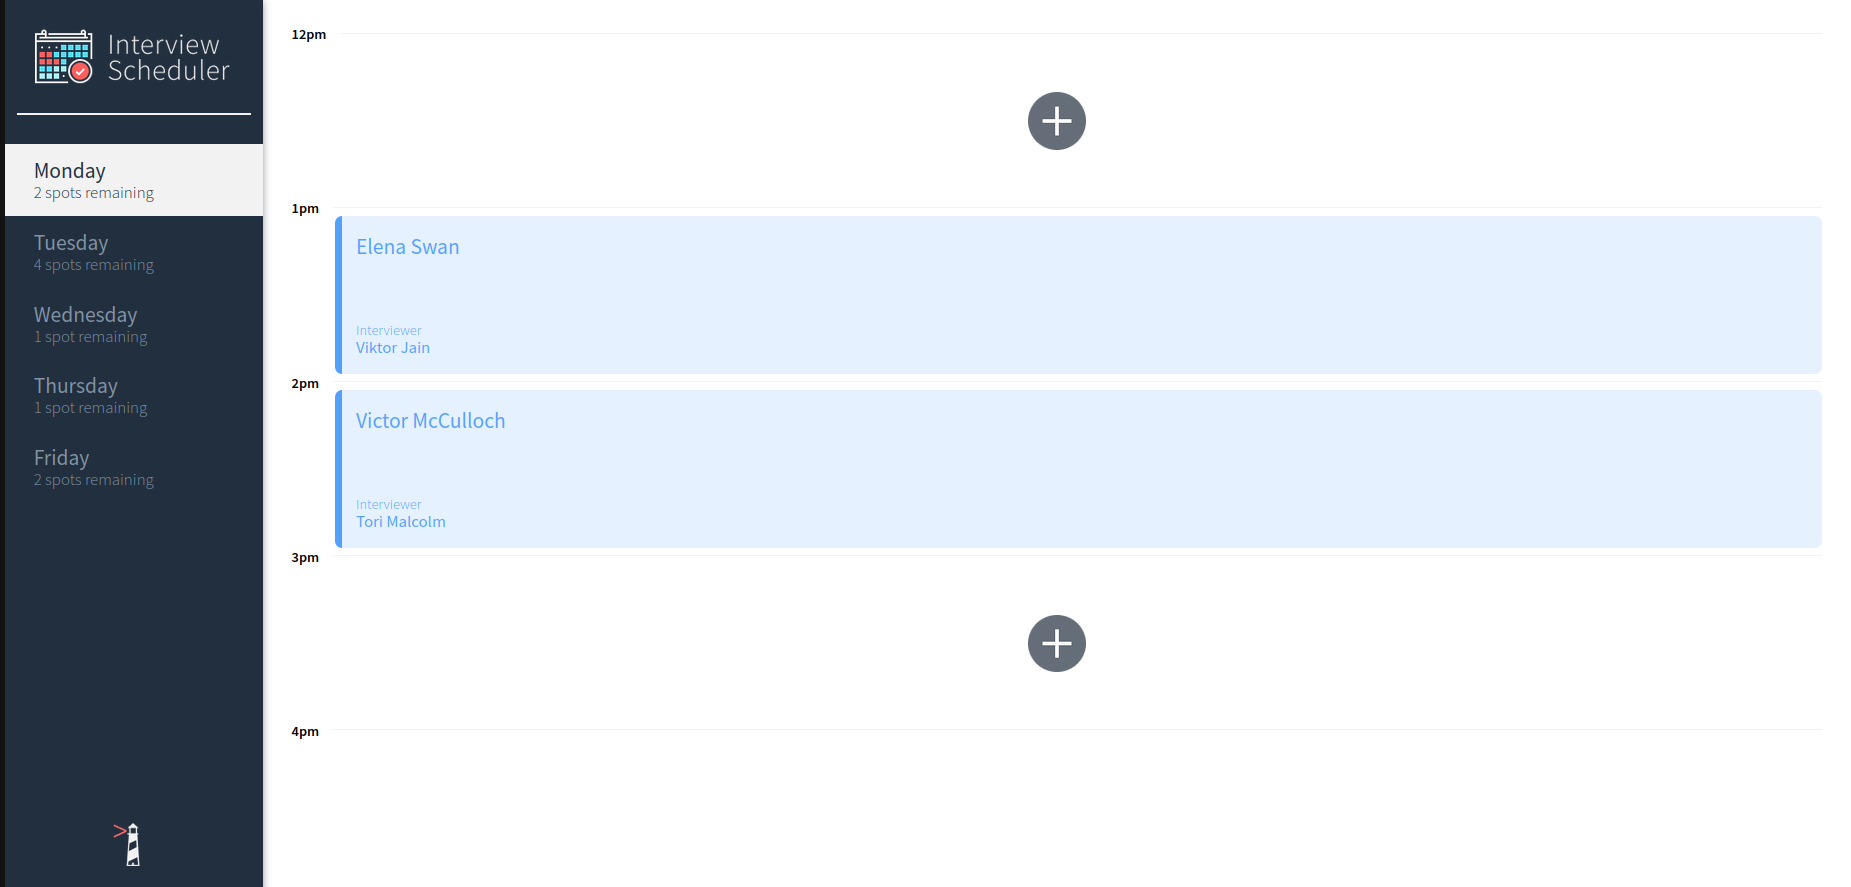 Interview
Scheduler
Monday
2 spots remaining
Tuesday
4 spots remaining
Wednesday
1 spot remaining
Thursday
1 spot remaining
Friday
2 spots remaining
>
12pm
1pm
Elena Swan
Interviewer
Viktor Jain
2pm
Victor McCulloch
Interviewer
Tori Malcolm
3pm
4pm